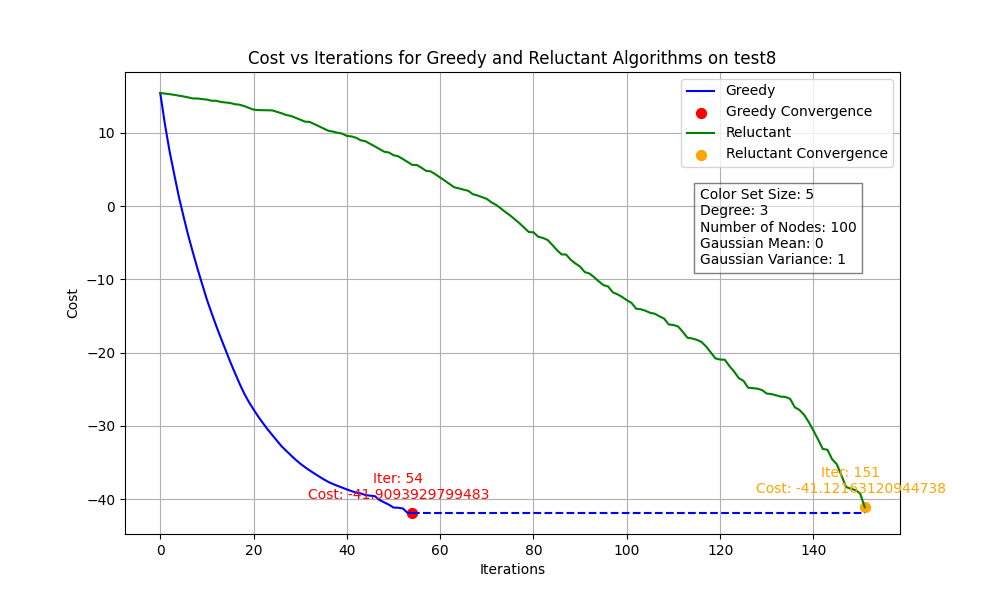 Cost vs Iterations for Greedy and Reluctant Algorithms on test8
Greedy
Greedy Convergence
Reluctant
Reluctant Convergence
Color Set Size: 5
Degree: 3
Number of Nodes: 100
Gaussian Mean: 0
Gaussian Variance: 1
Cost
10
0
−10
−20
−30
−40
Iter: 54
Cost: -41.9093929799483
Iter: 151
Cost: -41.12163120944738
0
20
40
60
80
100
120
140
Iterations